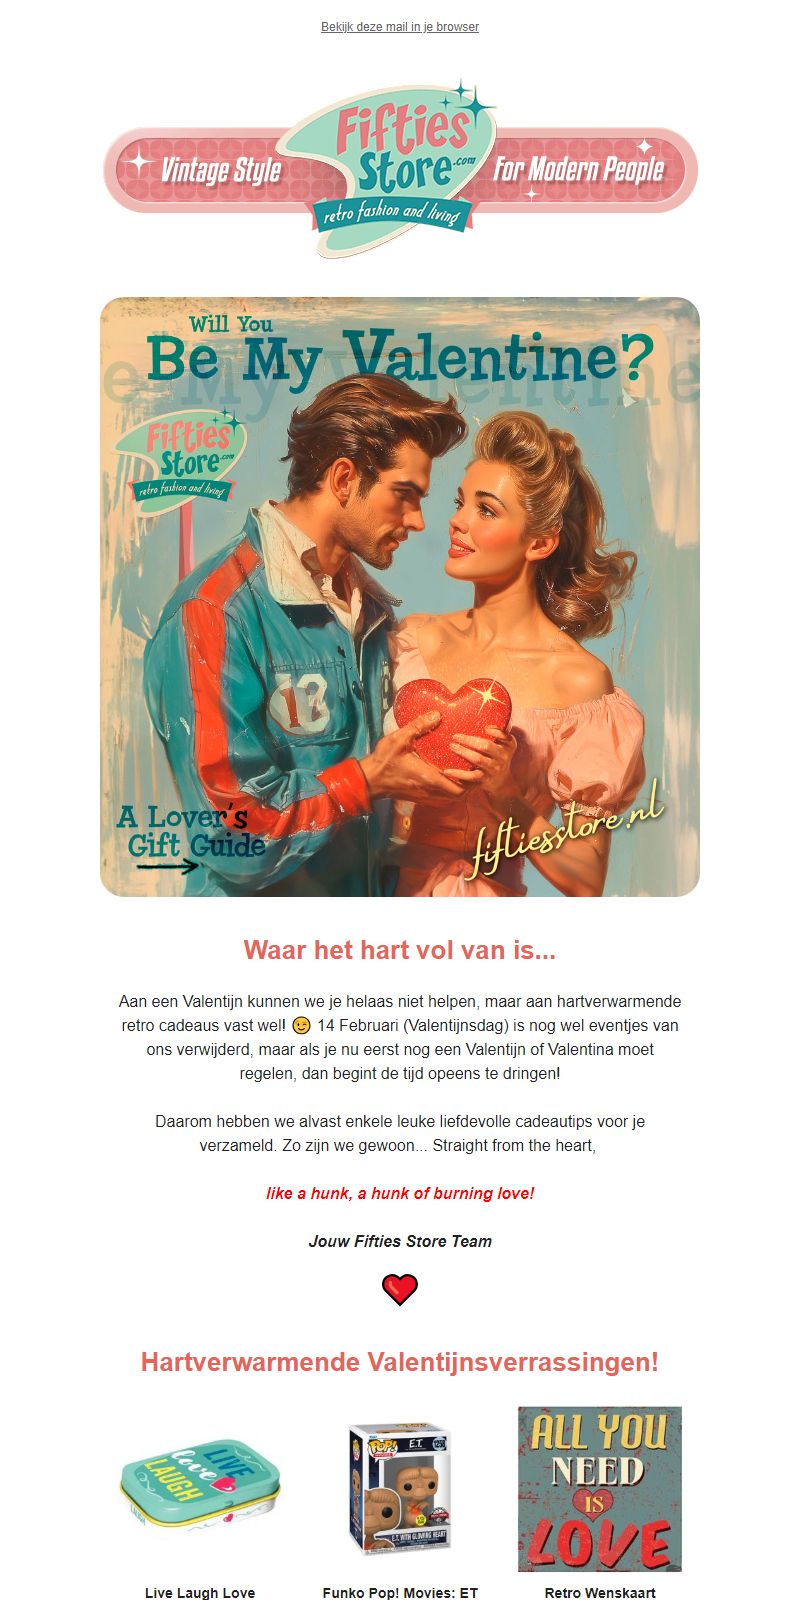 Bekijk deze mail in je browser
Fifties
Store.com
Vintage Style
For Modern People
retro fashion and living
Will You
Be My Valentine?
e My Valentine
Fifties
Store.com
retro fashion and living
13
A Lover's
Gift Guide
fiftiesstore.nl
Waar het hart vol van is...
Aan een Valentijn kunnen we je helaas niet helpen, maar aan hartverwarmende
retro cadeaus vast wel! 😉 14 Februari (Valentijnsdag) is nog wel eventjes van
ons verwijderd, maar als je nu eerst nog een Valentijn of Valentina moet
regelen, dan begint de tijd opeens te dringen!
Daarom hebben we alvast enkele leuke liefdevolle cadeautips voor je
verzameld. Zo zijn we gewoon... Straight from the heart,
like a hunk, a hunk of burning love!
Jouw Fifties Store Team
Hartverwarmende Valentijnsverrassingen!
LIVE
love
LAUGH
LAUGH
POP!
E.T.
E.T. WITH GLOWING HEART
ALL YOU
NEED
IS
LOVE
Live Laugh Love
Funko Pop! Movies: ET
Retro Wenskaart